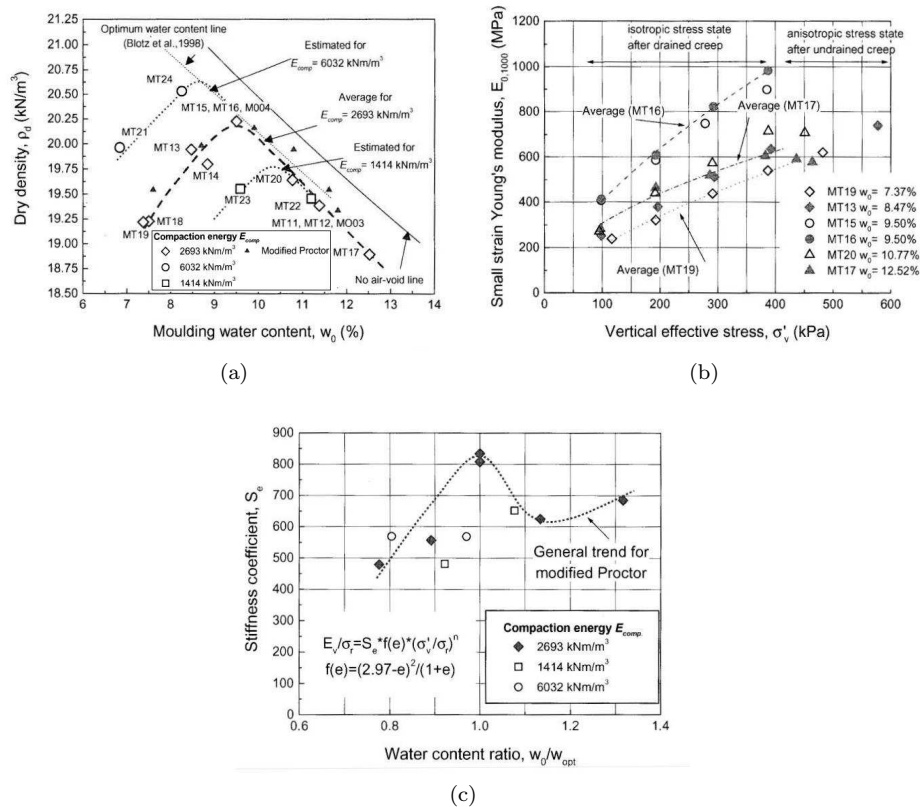 21.25
21.00
20.75
20.50
20.25
20.00
19.75
19.50
19.25
19.00
18.75
18.50
Dry density, ρd (kN/m³)
Optimum water content line
(Blotz et al.,1998)
Estimated for
Ecomp= 6032 kNm/m³
MT24
MT15, MT16, M004
Average for
Ecomp= 2693 kNm/m³
MT21
MT13
Estimated for
Ecomp= 1414 kNm/m³
MT14
MT20
MT23
MT22
MT18
MT11, MT12, MO03
MT19
MT17
Compaction energy Ecomp
2693 kNm/m³
Modified Proctor
6032 kNm/m³
1414 kNm/m³
No air-void line
6 7 8 9 10 11 12 13 14
Moulding water content, w0 (%)
(a)
Small strain Young's modulus, E0,1000 (MPa)
1000
800
600
400
200
0
isotropic stress state
after drained creep
anisotropic stress state
after undrained creep
Average (MT16)
Average (MT17)
Average (MT19)
MT19 w0= 7.37%
MT13 w0= 8.47%
MT15 w0= 9.50%
MT16 w0= 9.50%
MT20 w0= 10.77%
MT17 w0= 12.52%
0 100 200 300 400 500 600
Vertical effective stress, σ'v (kPa)
(b)
Stiffness coefficient, Se
900
800
700
600
500
400
300
200
100
0
General trend for
modified Proctor
Ev/σr=Se*f(e)*(σ'v/σr)ⁿ
f(e)=(2.97-e)²/(1+e)
Compaction energy Ecomp
2693 kNm/m³
1414 kNm/m³
6032 kNm/m³
0.6 0.8 1.0 1.2 1.4
Water content ratio, w0/wopt
(c)